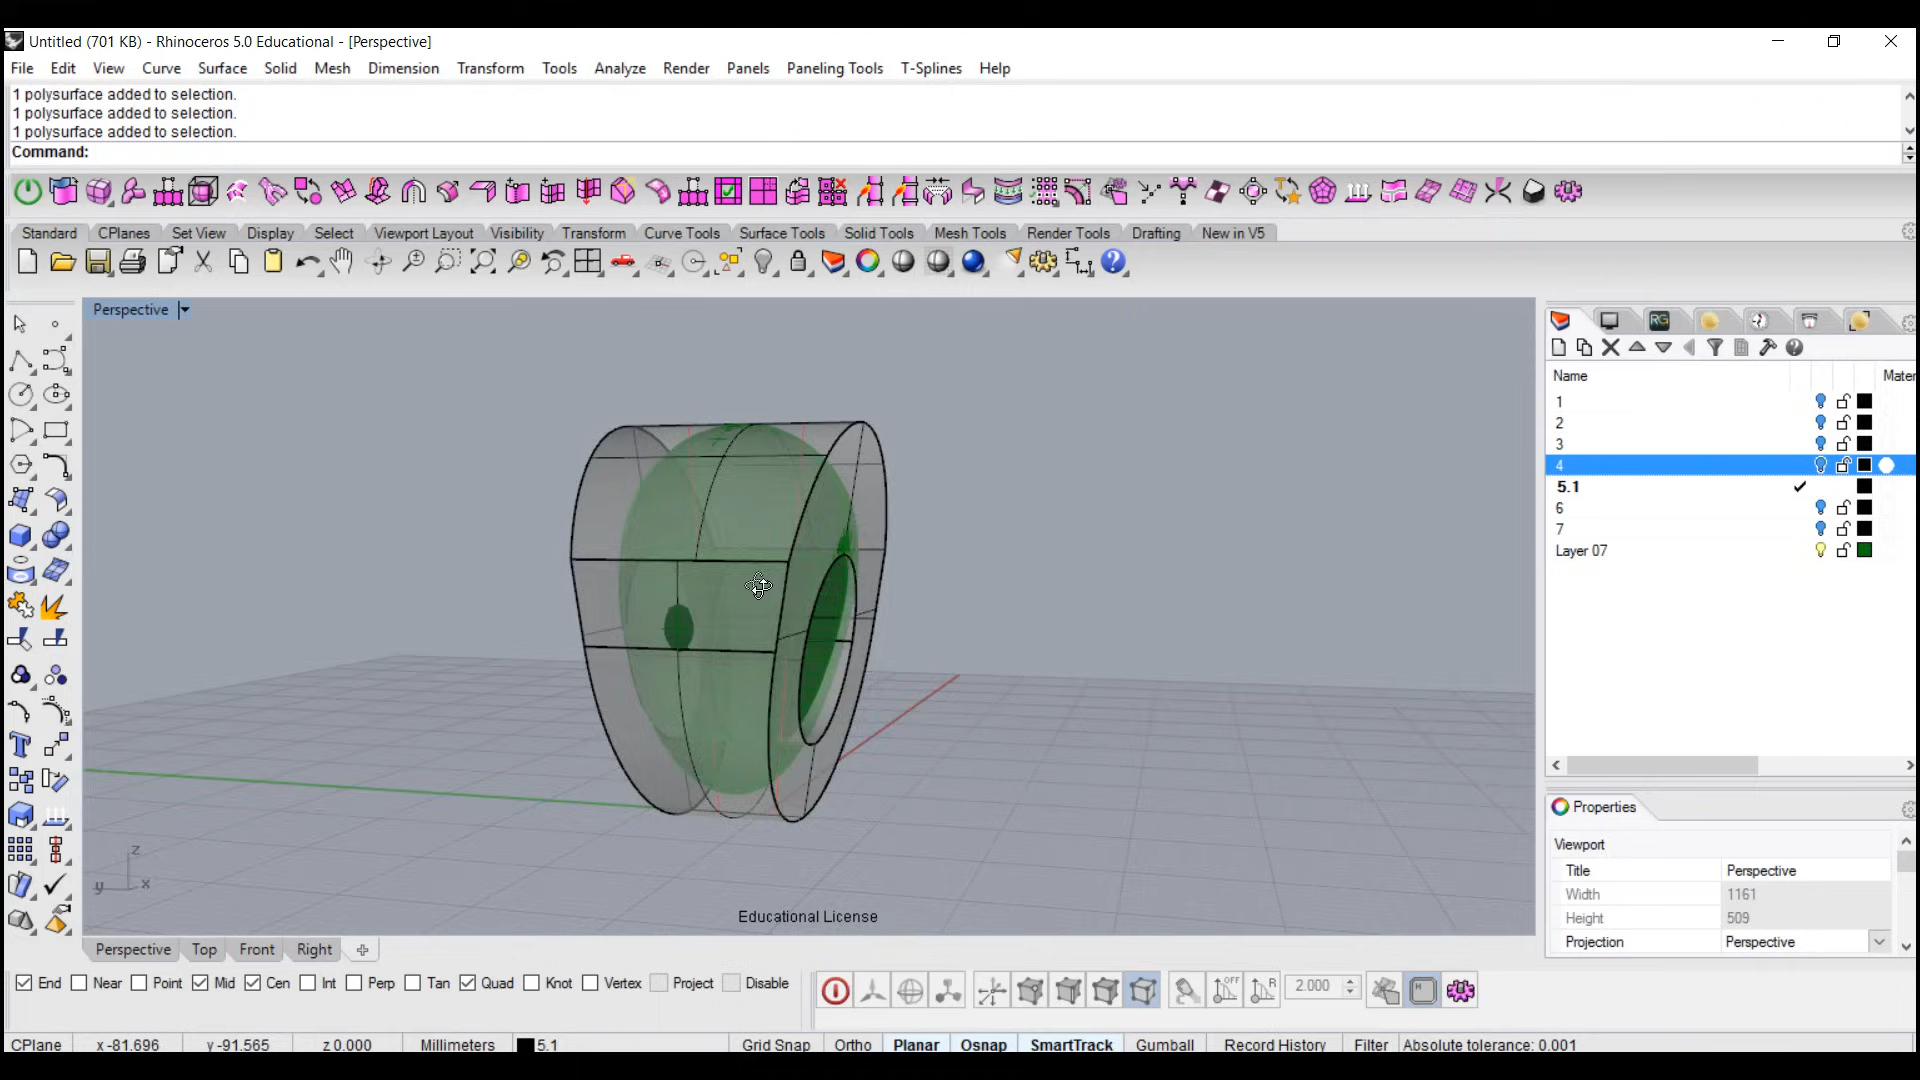 Untitled (701 KB) - Rhinoceros 5.0 Educational - [Perspective]
File Edit View Curve Surface Solid Mesh Dimension Transform Tools Analyze Render Panels Paneling Tools T-Splines Help
1 polysurface added to selection.
1 polysurface added to selection.
1 polysurface added to selection.
Command:
Standard CPlanes Set View Display Select Viewport Layout Visibility Transform Curve Tools Surface Tools Solid Tools Mesh Tools Render Tools Drafting New in V5
Perspective
RG
Name Mater
1
2
3
4
5.1
6
7
Layer 07
Properties
Viewport
Title Perspective
Width 1161
Height 509
Projection Perspective
z
y x
Educational License
Perspective Top Front Right
End Near Point Mid Cen Int Perp Tan Quad Knot Vertex Project Disable
OFF R 2.000 H
CPlane x -81.696 y -91.565 z 0.000 Millimeters 5.1 Grid Snap Ortho Planar Osnap SmartTrack Gumball Record History Filter Absolute tolerance: 0.001